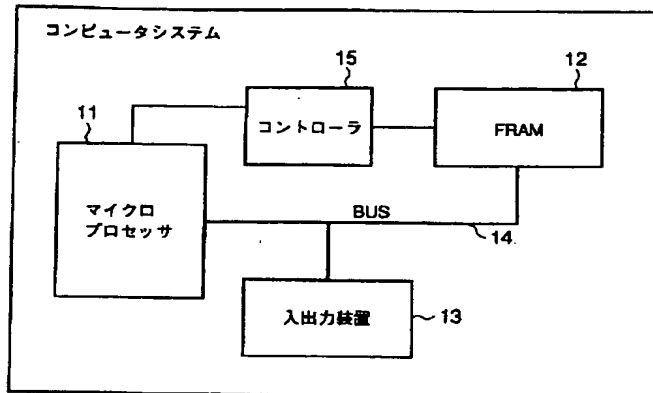 コンピュータシステム
15
12
11
コントローラ
FRAM
マイクロ
プロセッサ
BUS
14
入出力装置
13